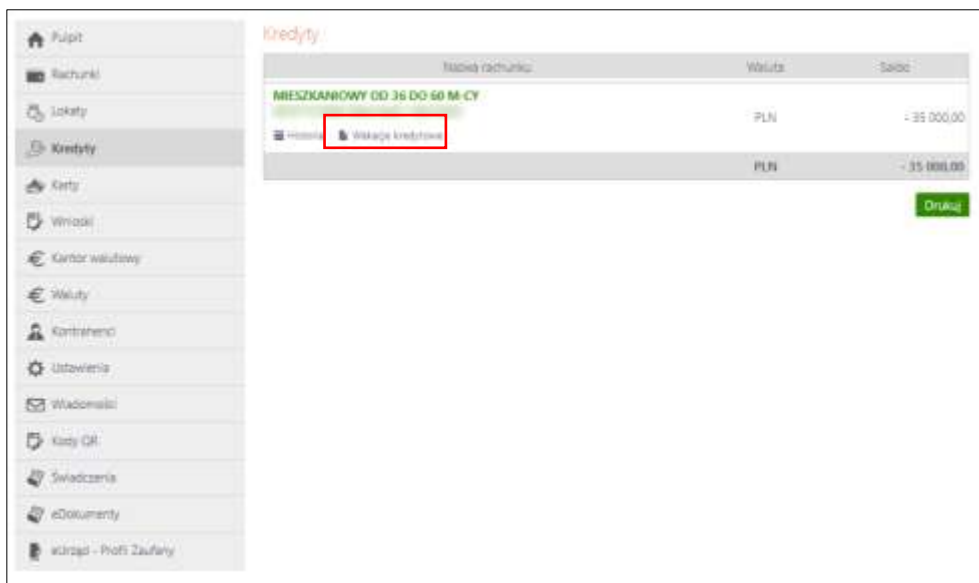 Pulpit
Rachunki
Lokaty
Kredyty
Karty
Wnioski
Kantor walutowy
Waluty
Kontrahenci
Ustawienia
Wiadomości
Kody QR
Świadczenia
eDokumenty
eUrząd - Profil Zaufany
Kredyty
Nazwa rachunku Waluta Saldo
MIESZKANIOWY OD 36 DO 60 M-CY
PLN - 35 000,00
Historia Wakacje kredytowe
PLN - 35 000,00
Drukuj